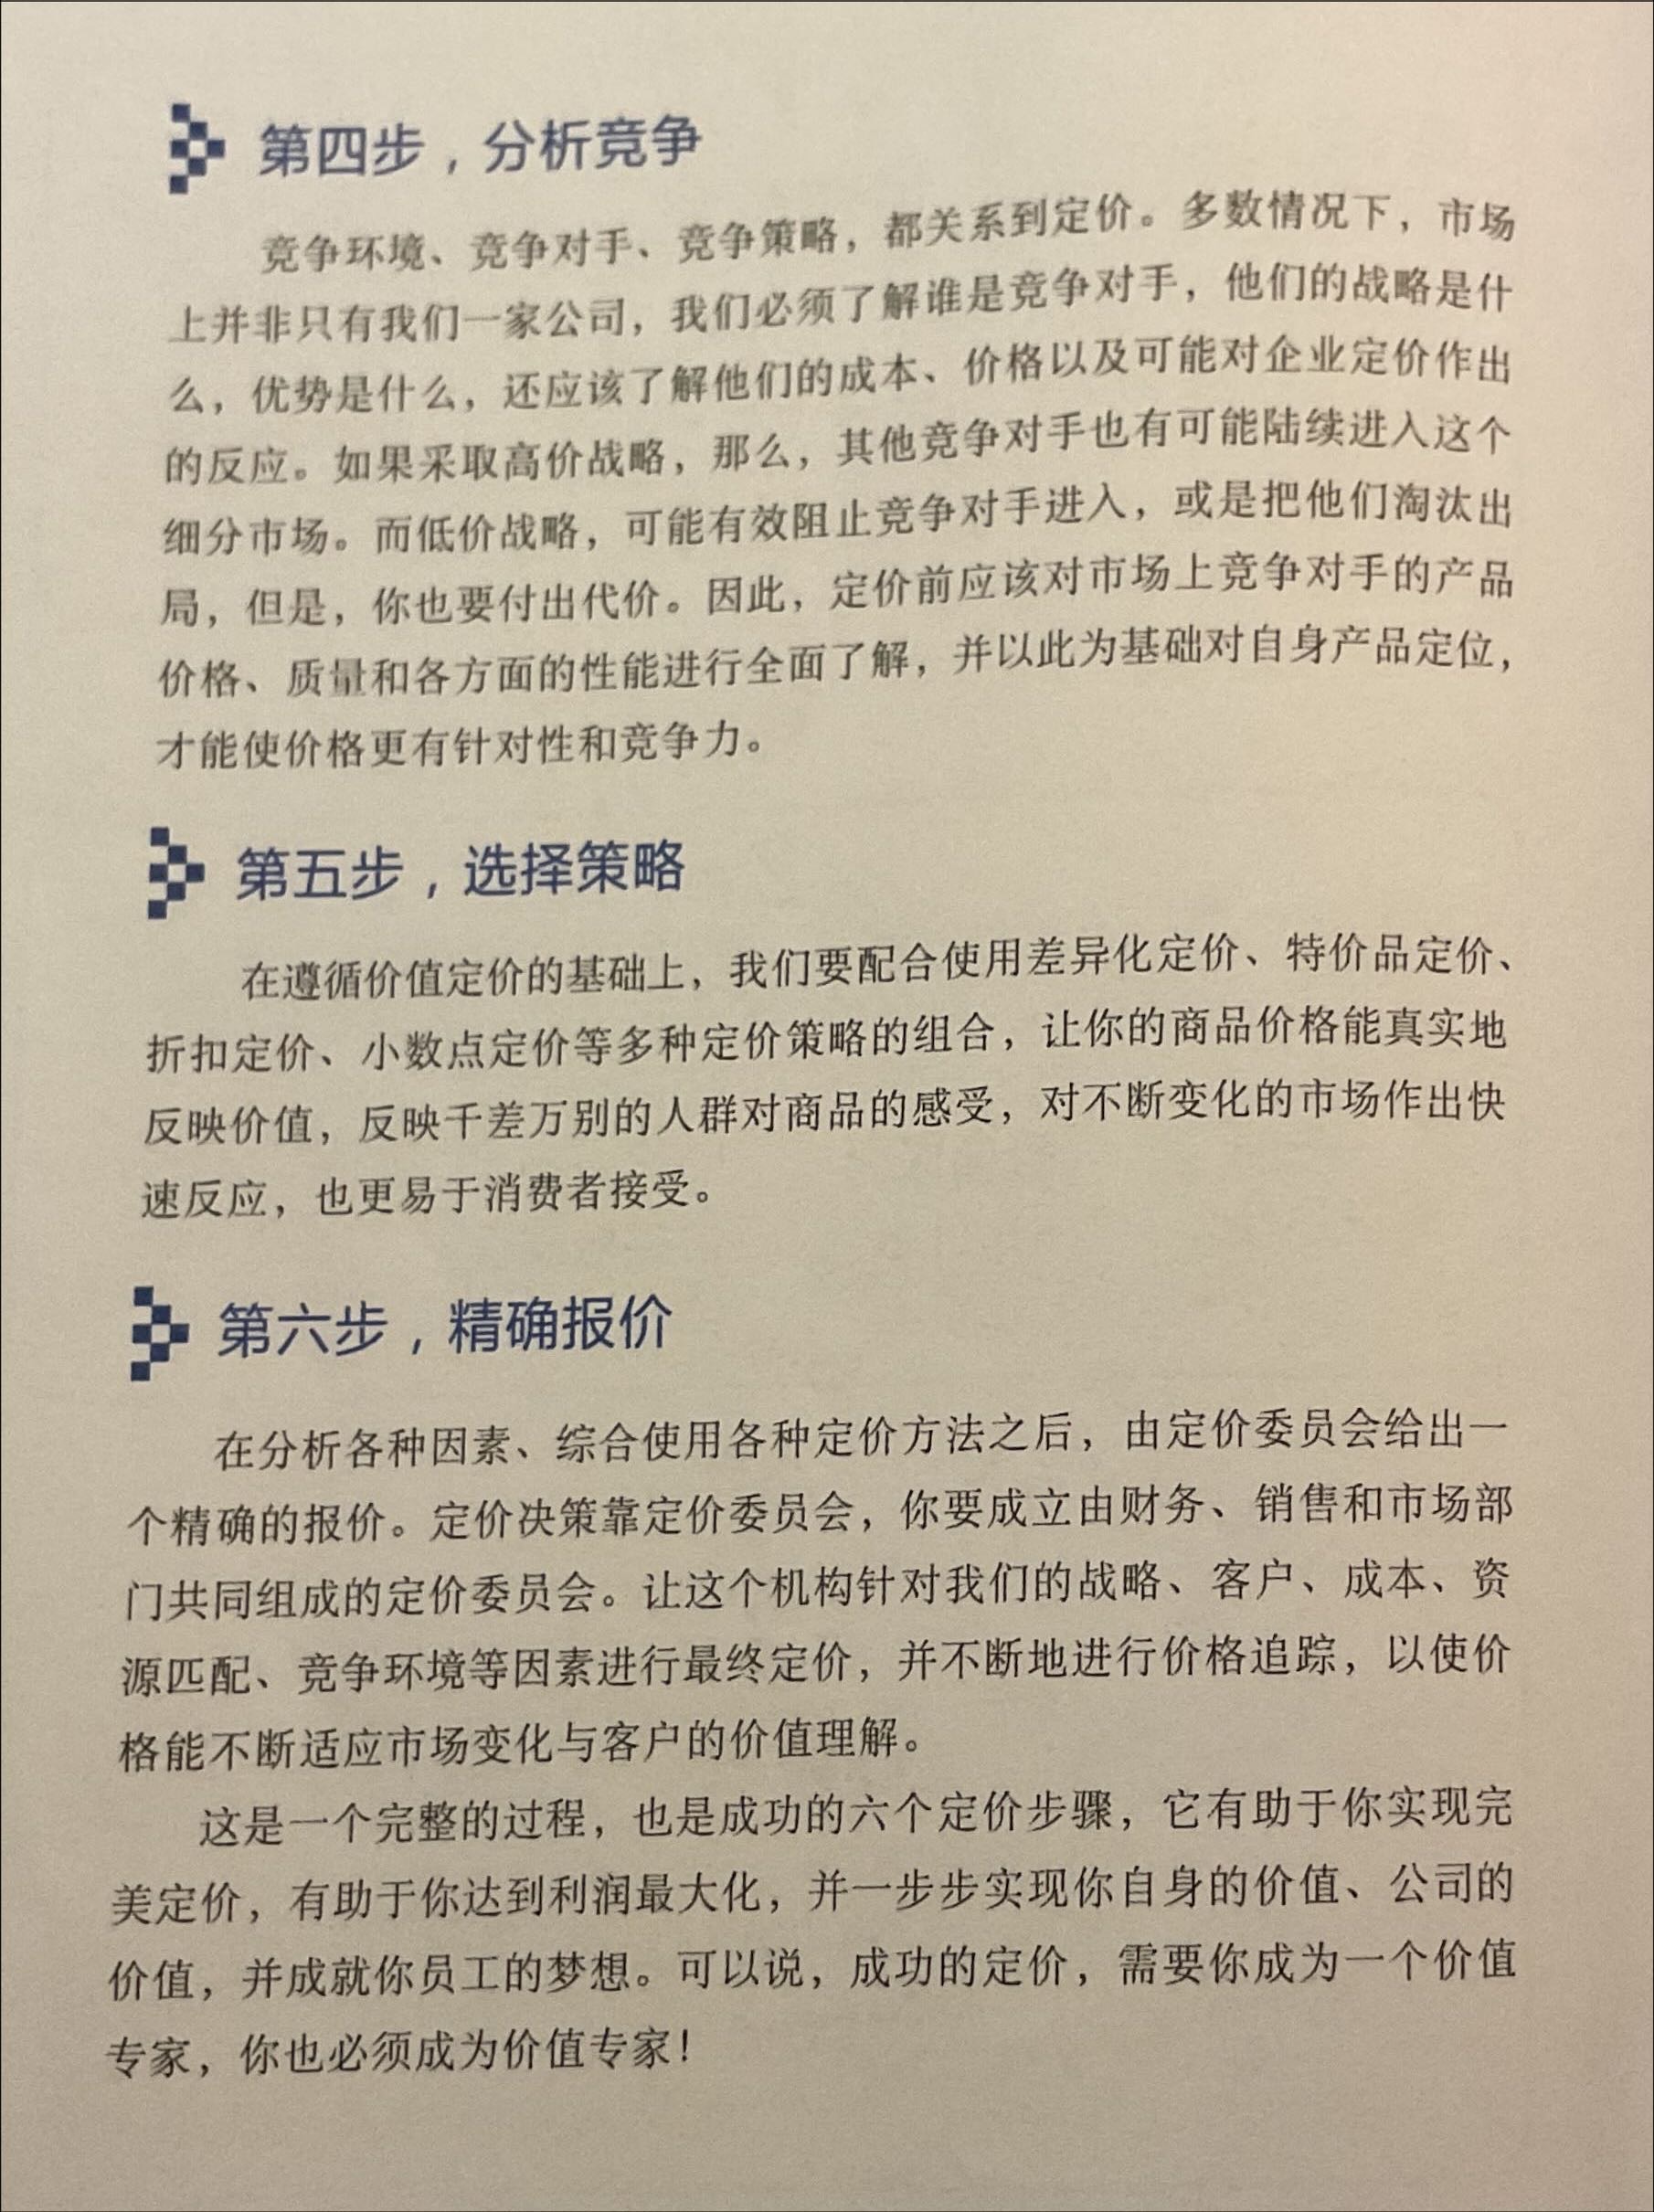 第四步，分析竞争
竞争环境、竞争对手、竞争策略，都关系到定价。多数情况下，市场
上并非只有我们一家公司，我们必须了解谁是竞争对手，他们的战略是什
么，优势是什么，还应该了解他们的成本、价格以及可能对企业定价作出
的反应。如果采取高价战略，那么，其他竞争对手也有可能陆续进入这个
细分市场。而低价战略，可能有效阻止竞争对手进入，或是把他们淘汰出
局，但是，你也要付出代价。因此，定价前应该对市场上竞争对手的产品
价格、质量和各方面的性能进行全面了解，并以此为基础对自身产品定位，
才能使价格更有针对性和竞争力。
第五步，选择策略
在遵循价值定价的基础上，我们要配合使用差异化定价、特价品定价、
折扣定价、小数点定价等多种定价策略的组合，让你的商品价格能真实地
反映价值，反映千差万别的人群对商品的感受，对不断变化的市场作出快
速反应，也更易于消费者接受。
第六步，精确报价
在分析各种因素、综合使用各种定价方法之后，由定价委员会给出一
个精确的报价。定价决策靠定价委员会，你要成立由财务、销售和市场部
门共同组成的定价委员会。让这个机构针对我们的战略、客户、成本、资
源匹配、竞争环境等因素进行最终定价，并不断地进行价格追踪，以使价
格能不断适应市场变化与客户的价值理解。
这是一个完整的过程，也是成功的六个定价步骤，它有助于你实现完
美定价，有助于你达到利润最大化，并一步步实现你自身的价值、公司的
价值，并成就你员工的梦想。可以说，成功的定价，需要你成为一个价值
专家，你也必须成为价值专家！